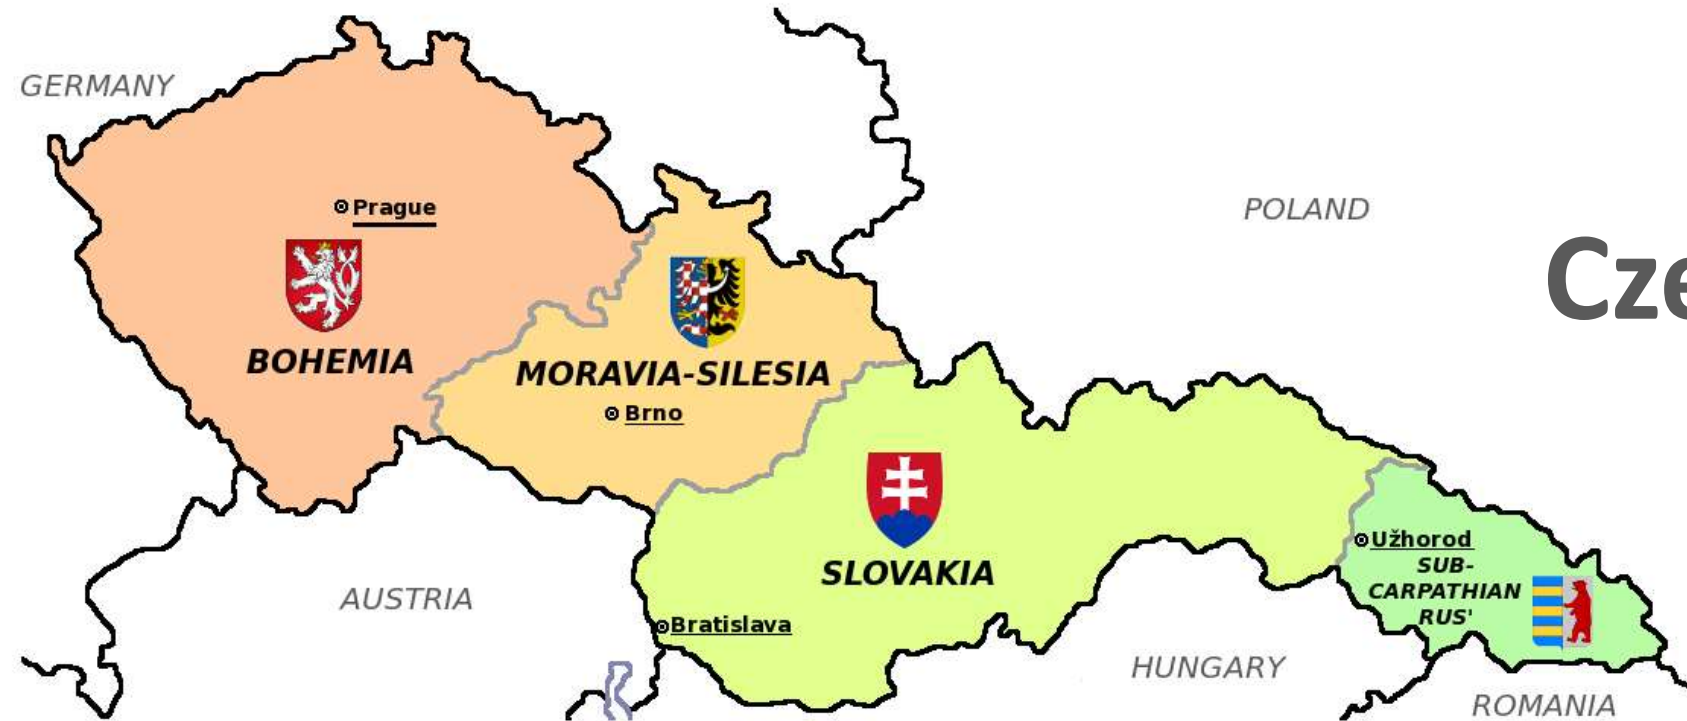 GERMANY
POLAND
Prague
Cze
BOHEMIA
MORAVIA-SILESIA
Brno
SLOVAKIA
Užhorod
SUB-
CARPATHIAN
RUS'
AUSTRIA
Bratislava
HUNGARY
ROMANIA